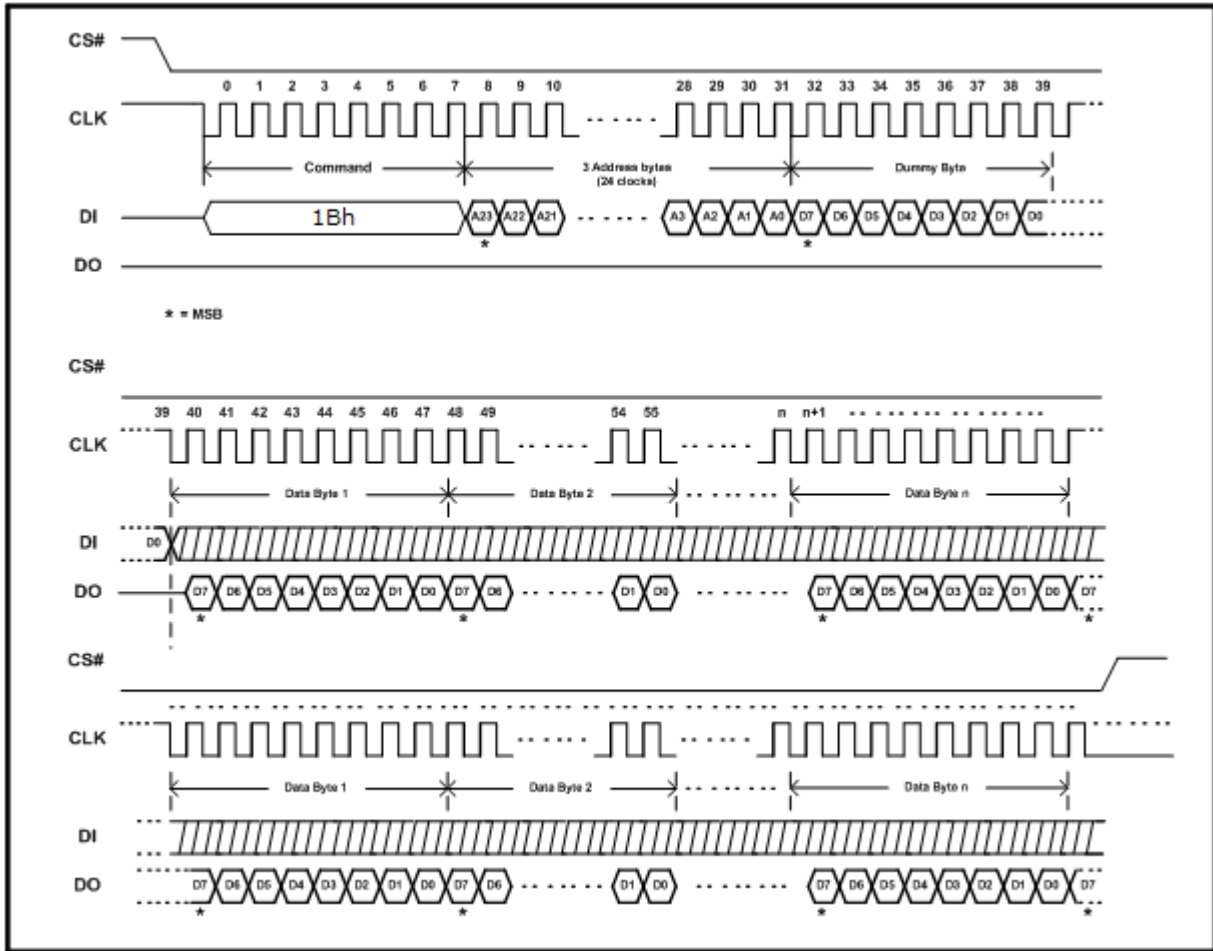 CS#
0 1 2 3 4 5 6 7 8 9 10 28 29 30 31 32 33 34 35 36 37 38 39
CLK
Command 3 Address bytes Dummy Byte
(24 clocks)
DI 1Bh A23 A22 A21 A3 A2 A1 A0 D7 D6 D5 D4 D3 D2 D1 D0
* *
DO
* = MSB
CS#
39 40 41 42 43 44 45 46 47 48 49 54 55 n n+1
CLK
Data Byte 1 Data Byte 2 Data Byte n
DI D0
DO D7 D6 D5 D4 D3 D2 D1 D0 D7 D6 D1 D0 D7 D6 D5 D4 D3 D2 D1 D0 D7
* * * *
CS#
CLK
Data Byte 1 Data Byte 2 Data Byte n
DI
DO D7 D6 D5 D4 D3 D2 D1 D0 D7 D6 D1 D0 D7 D6 D5 D4 D3 D2 D1 D0 D7
* * * *